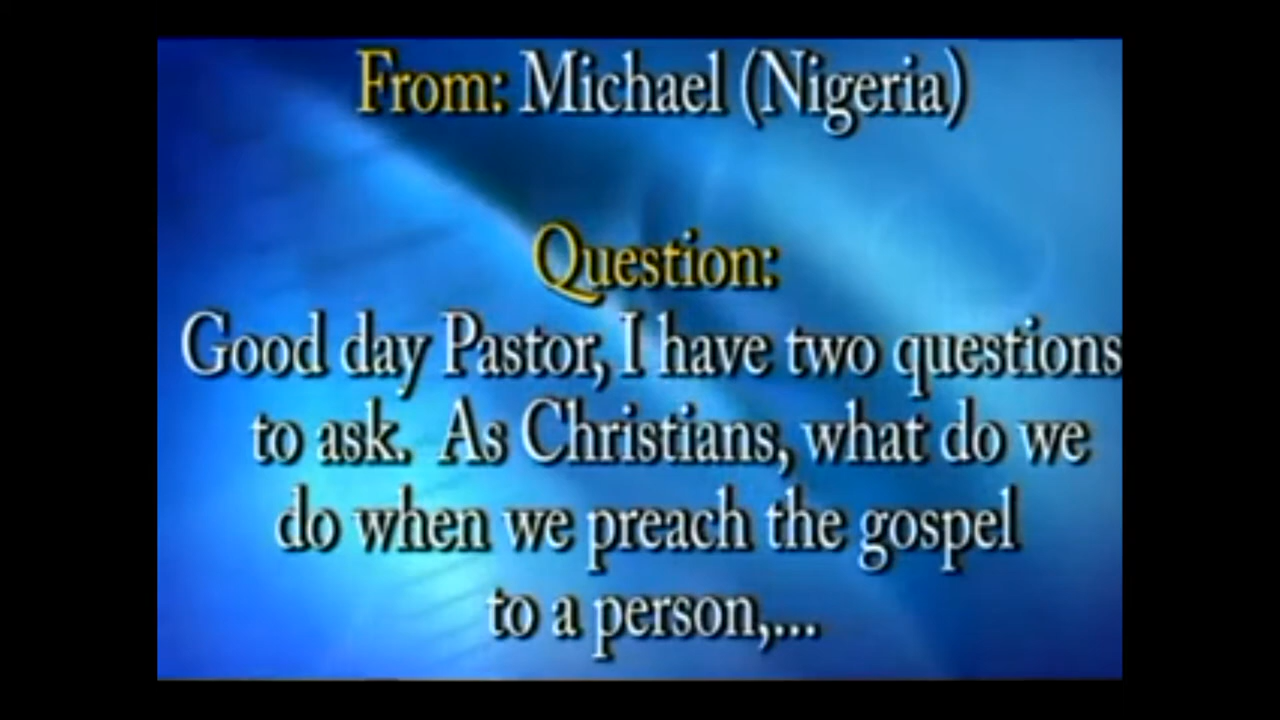 From: Michael (Nigeria)
Question:
Good day Pastor, I have two questions
to ask.  As Christians, what do we
do when we preach the gospel
to a person,...